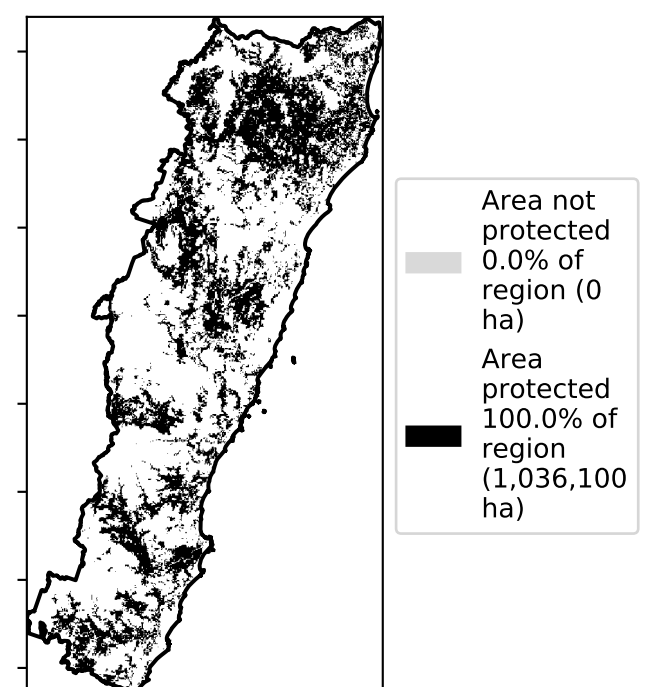 Area not
protected
0.0% of
region (0
ha)
Area
protected
100.0% of
region
(1,036,100
ha)